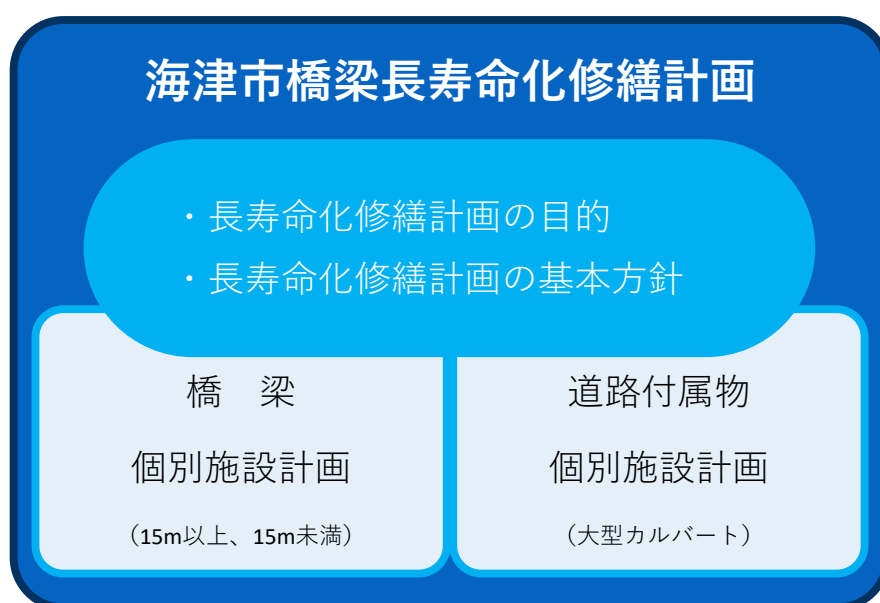 海津市橋梁長寿命化修繕計画
・長寿命化修繕計画の目的
・長寿命化修繕計画の基本方針
橋　梁
個別施設計画
（15m以上、15m未満）
道路付属物
個別施設計画
（大型カルバート）